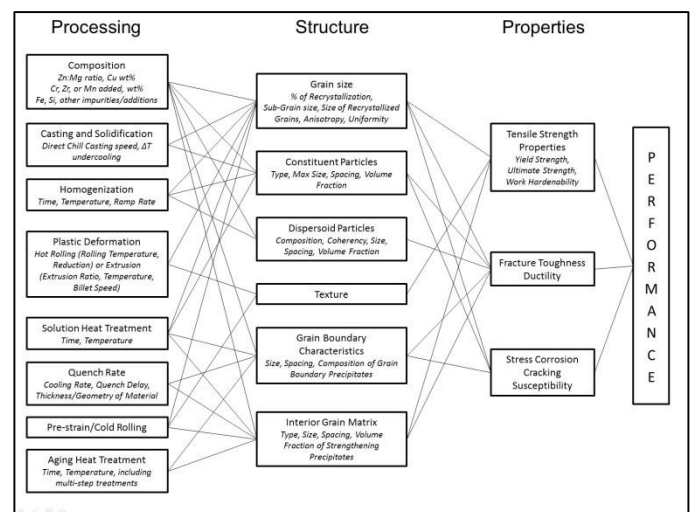 Processing
Structure
Properties
Composition
Zn:Mg ratio, Cu wt%
Cr, Zr, or Mn added, wt%
Fe, Si, other impurities/additions
Casting and Solidification
Direct Chill Casting speed, ΔT
undercooling
Homogenization
Time, Temperature, Ramp Rate
Plastic Deformation
Hot Rolling (Rolling Temperature,
Reduction) or Extrusion
(Extrusion Ratio, Temperature,
Billet Speed)
Solution Heat Treatment
Time, Temperature
Quench Rate
Cooling Rate, Quench Delay,
Thickness/Geometry of Material
Pre-strain/Cold Rolling
Aging Heat Treatment
Time, Temperature, including
multi-step treatments
Grain size
% of Recrystallization,
Sub-Grain size, Size of Recrystallized
Grains, Anisotropy, Uniformity
Constituent Particles
Type, Max Size, Spacing, Volume
Fraction
Dispersoid Particles
Composition, Coherency, Size,
Spacing, Volume Fraction
Texture
Grain Boundary
Characteristics
Size, Spacing, Composition of Grain
Boundary Precipitates
Interior Grain Matrix
Type, Size, Spacing, Volume
Fraction of Strengthening
Precipitates
Tensile Strength
Properties
Yield Strength,
Ultimate Strength,
Work Hardenability
Fracture Toughness
Ductility
Stress Corrosion
Cracking
Susceptibility
P
E
R
F
O
R
M
A
N
C
E